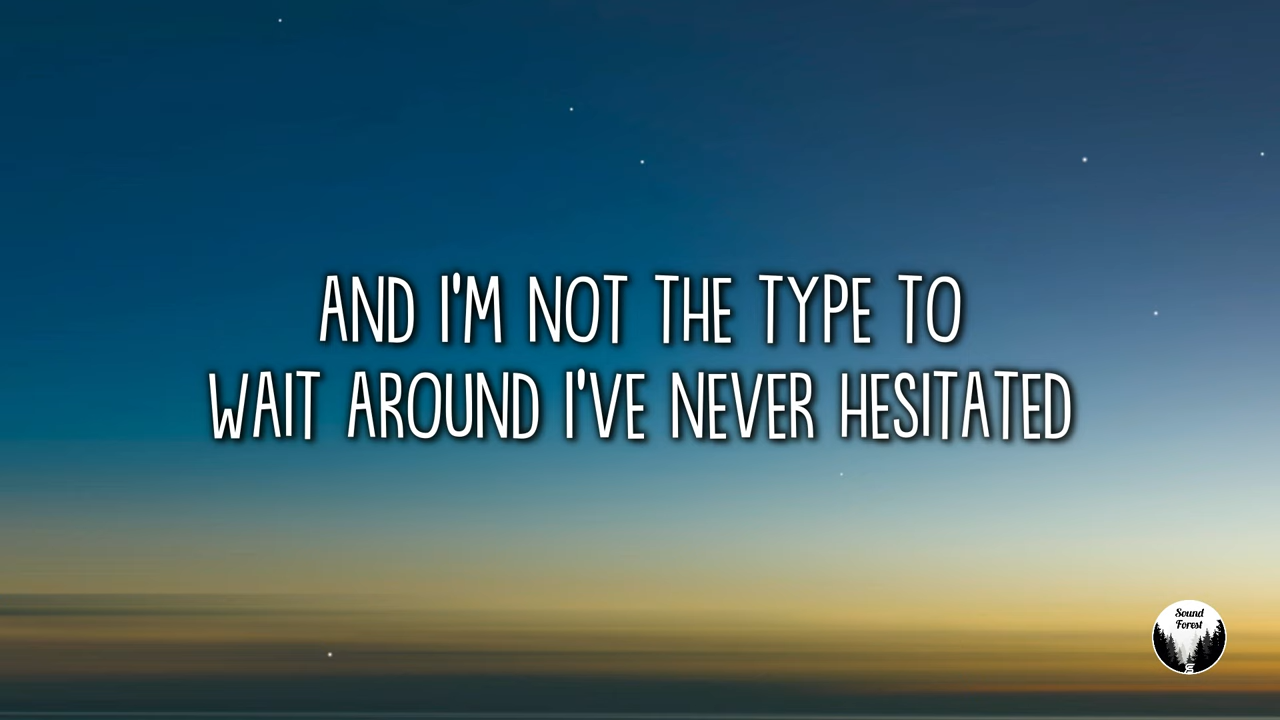 AND I'M NOT THE TYPE TO
WAIT AROUND I'VE NEVER HESITATED
Sound
Forest